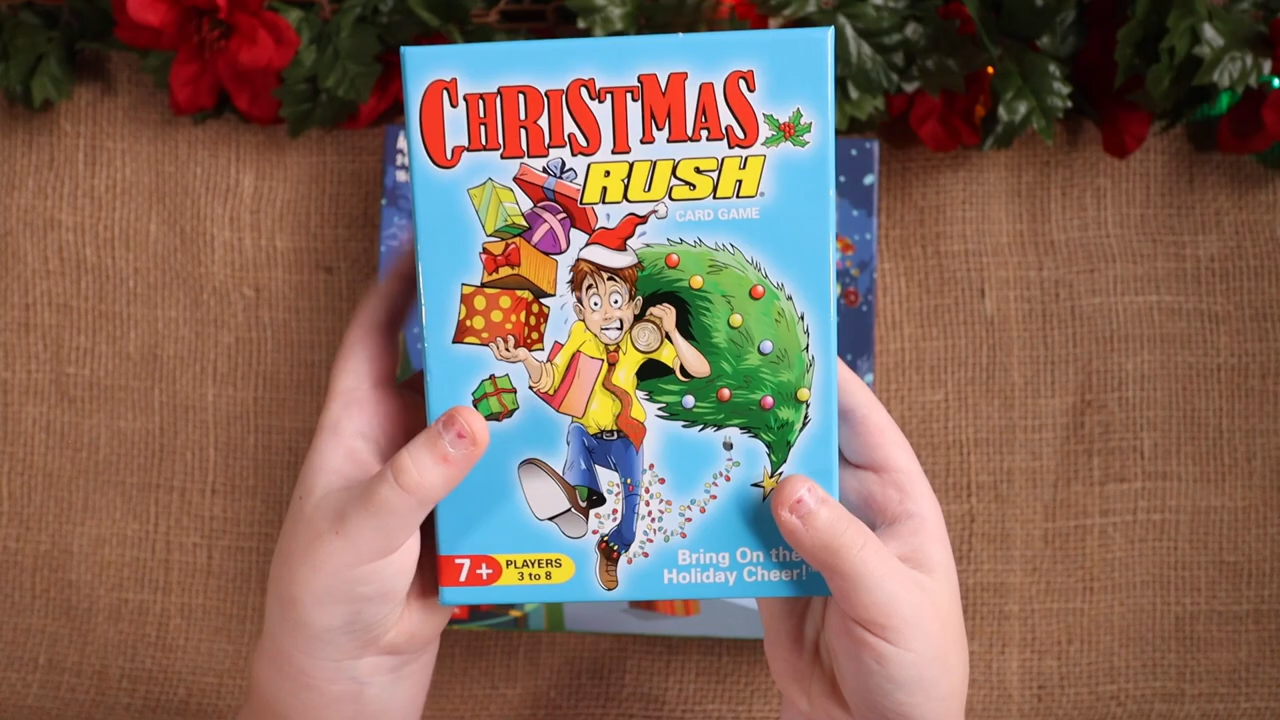 CHRISTMAS
RUSH
CARD GAME
7+
PLAYERS
3 to 8
Bring On the
Holiday Cheer!